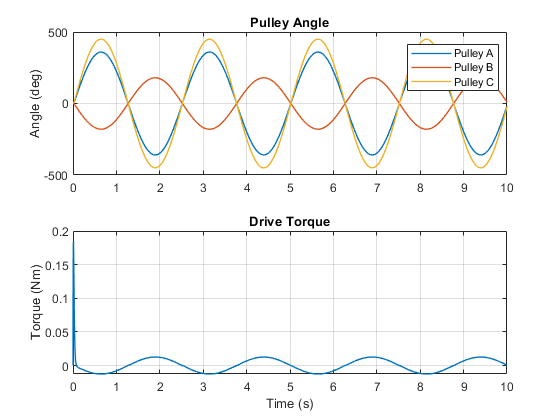 Pulley Angle
500
0
-500
Angle (deg)
Pulley A
Pulley B
Pulley C
0 1 2 3 4 5 6 7 8 9 10
Drive Torque
0.2
0.15
0.1
0.05
0
Torque (Nm)
0 1 2 3 4 5 6 7 8 9 10
Time (s)